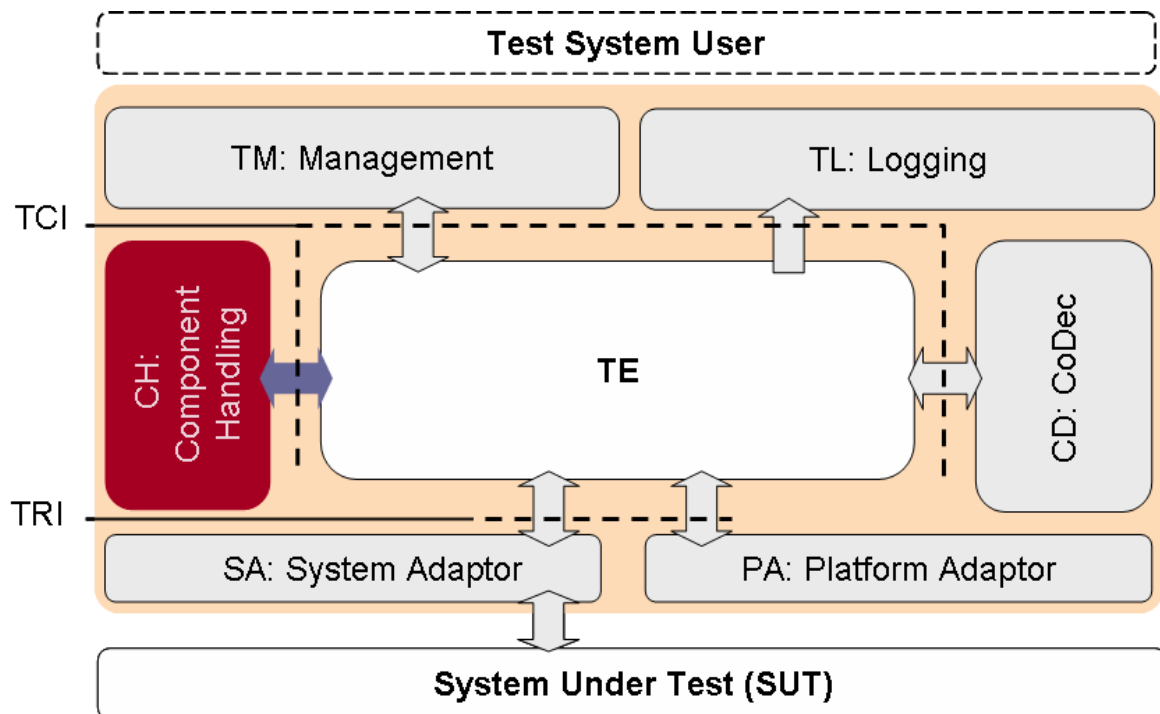 Test System User
TM: Management
TL: Logging
TCI
CH:
Component
Handling
TE
CD: CoDec
TRI
SA: System Adaptor
PA: Platform Adaptor
System Under Test (SUT)